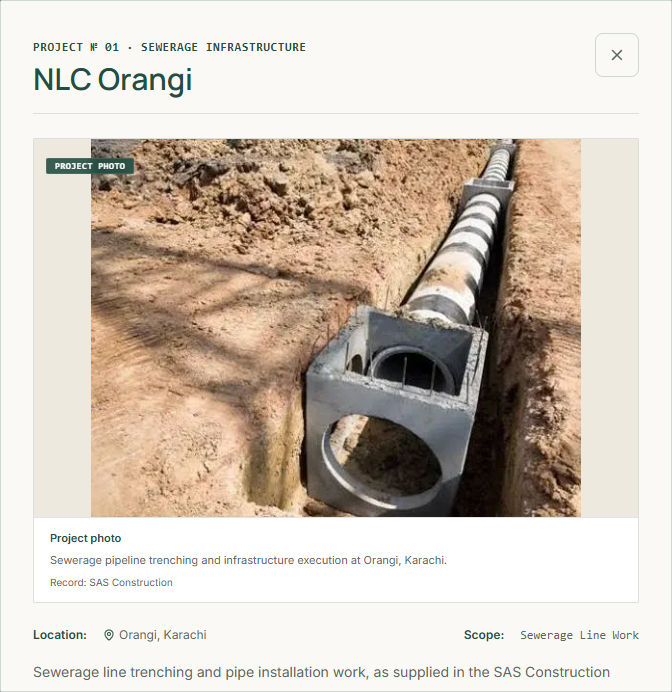 PROJECT № 01 · SEWERAGE INFRASTRUCTURE
NLC Orangi
PROJECT PHOTO
Project photo
Sewerage pipeline trenching and infrastructure execution at Orangi, Karachi.
Record: SAS Construction
Location: Orangi, Karachi Scope: Sewerage Line Work
Sewerage line trenching and pipe installation work, as supplied in the SAS Construction